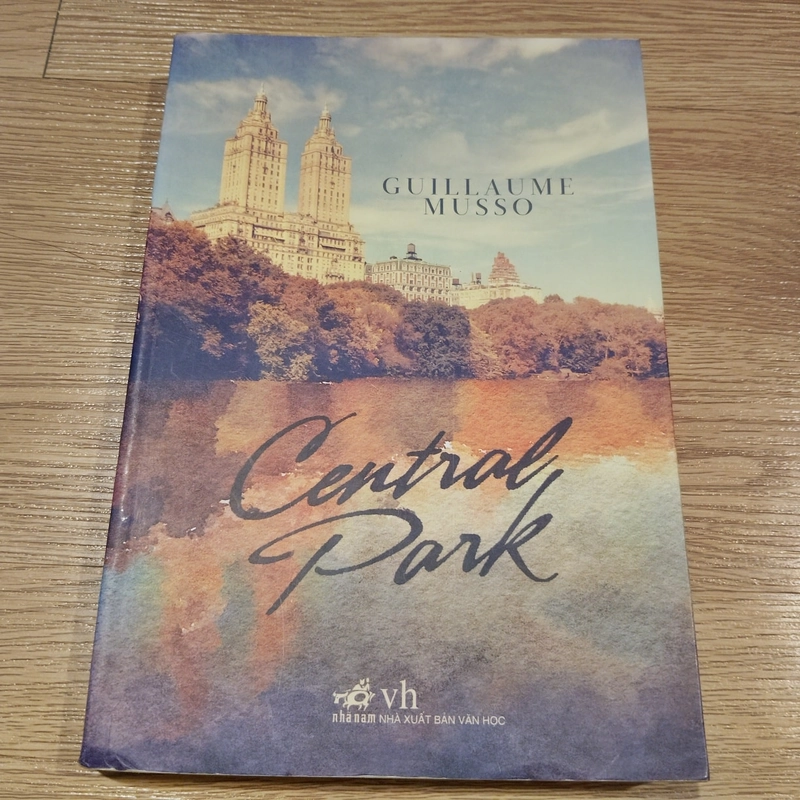 GUILLAUME
MUSSO
Central
Park
vh
nhã nam NHÀ XUẤT BẢN VĂN HỌC